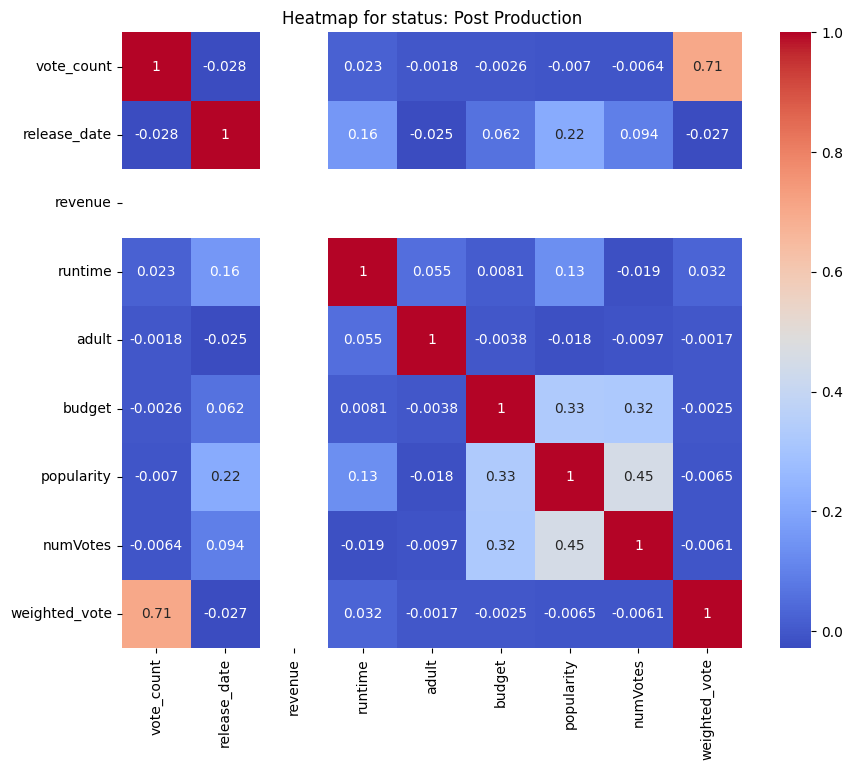 Heatmap for status: Post Production
vote_count 1 -0.028 0.023 -0.0018 -0.0026 -0.007 -0.0064 0.71
release_date -0.028 1 0.16 -0.025 0.062 0.22 0.094 -0.027
revenue
runtime 0.023 0.16 1 0.055 0.0081 0.13 -0.019 0.032
adult -0.0018 -0.025 0.055 1 -0.0038 -0.018 -0.0097 -0.0017
budget -0.0026 0.062 0.0081 -0.0038 1 0.33 0.32 -0.0025
popularity -0.007 0.22 0.13 -0.018 0.33 1 0.45 -0.0065
numVotes -0.0064 0.094 -0.019 -0.0097 0.32 0.45 1 -0.0061
weighted_vote 0.71 -0.027 0.032 -0.0017 -0.0025 -0.0065 -0.0061 1
vote_count
release_date
revenue
runtime
adult
budget
popularity
numVotes
weighted_vote
1.0
0.8
0.6
0.4
0.2
0.0